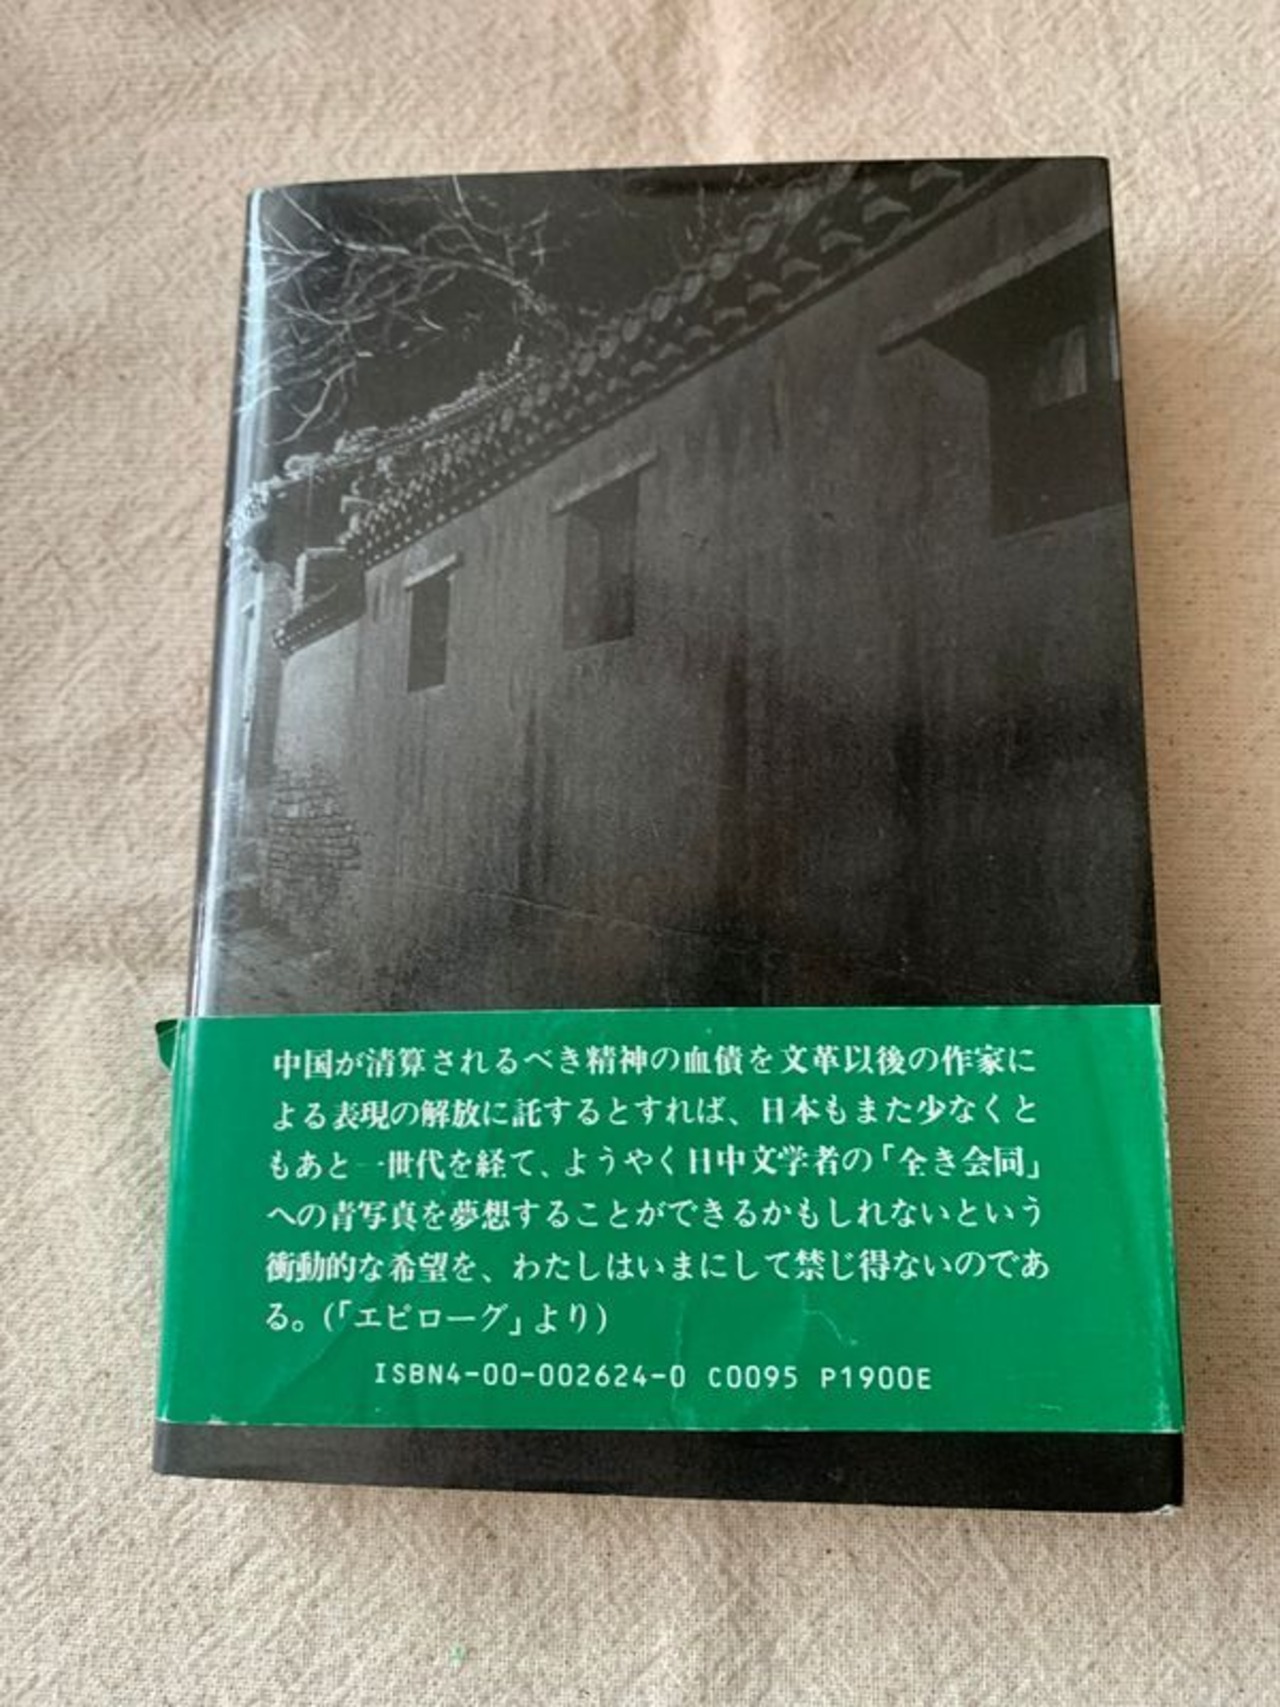 中国が清算されるべき精神の血債を文革以後の作家に
よる表現の解放に託するとすれば、日本もまた少なくと
もあと一世代を経て、ようやく日中文学者の「全き会同」
への青写真を夢想することができるかもしれないという
衝動的な希望を、わたしはいまにして禁じ得ないのであ
る。(「エピローグ」より)
ISBN4-00-002624-0 C0095 P1900E